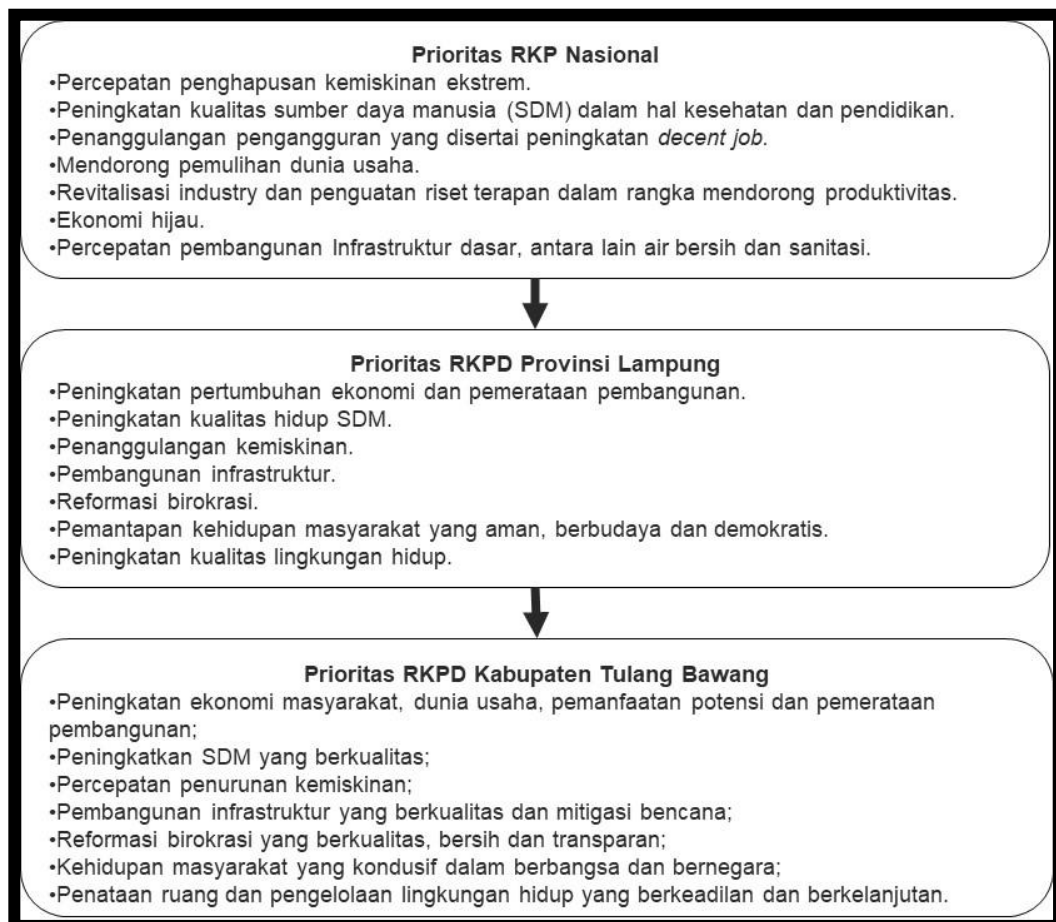 Prioritas RKP Nasional
•Percepatan penghapusan kemiskinan ekstrem.
•Peningkatan kualitas sumber daya manusia (SDM) dalam hal kesehatan dan pendidikan.
•Penanggulangan pengangguran yang disertai peningkatan decent job.
•Mendorong pemulihan dunia usaha.
•Revitalisasi industry dan penguatan riset terapan dalam rangka mendorong produktivitas.
•Ekonomi hijau.
•Percepatan pembangunan Infrastruktur dasar, antara lain air bersih dan sanitasi.
Prioritas RKPD Provinsi Lampung
•Peningkatan pertumbuhan ekonomi dan pemerataan pembangunan.
•Peningkatan kualitas hidup SDM.
•Penanggulangan kemiskinan.
•Pembangunan infrastruktur.
•Reformasi birokrasi.
•Pemantapan kehidupan masyarakat yang aman, berbudaya dan demokratis.
•Peningkatan kualitas lingkungan hidup.
Prioritas RKPD Kabupaten Tulang Bawang
•Peningkatan ekonomi masyarakat, dunia usaha, pemanfaatan potensi dan pemerataan
pembangunan;
•Peningkatkan SDM yang berkualitas;
•Percepatan penurunan kemiskinan;
•Pembangunan infrastruktur yang berkualitas dan mitigasi bencana;
•Reformasi birokrasi yang berkualitas, bersih dan transparan;
•Kehidupan masyarakat yang kondusif dalam berbangsa dan bernegara;
•Penataan ruang dan pengelolaan lingkungan hidup yang berkeadilan dan berkelanjutan.